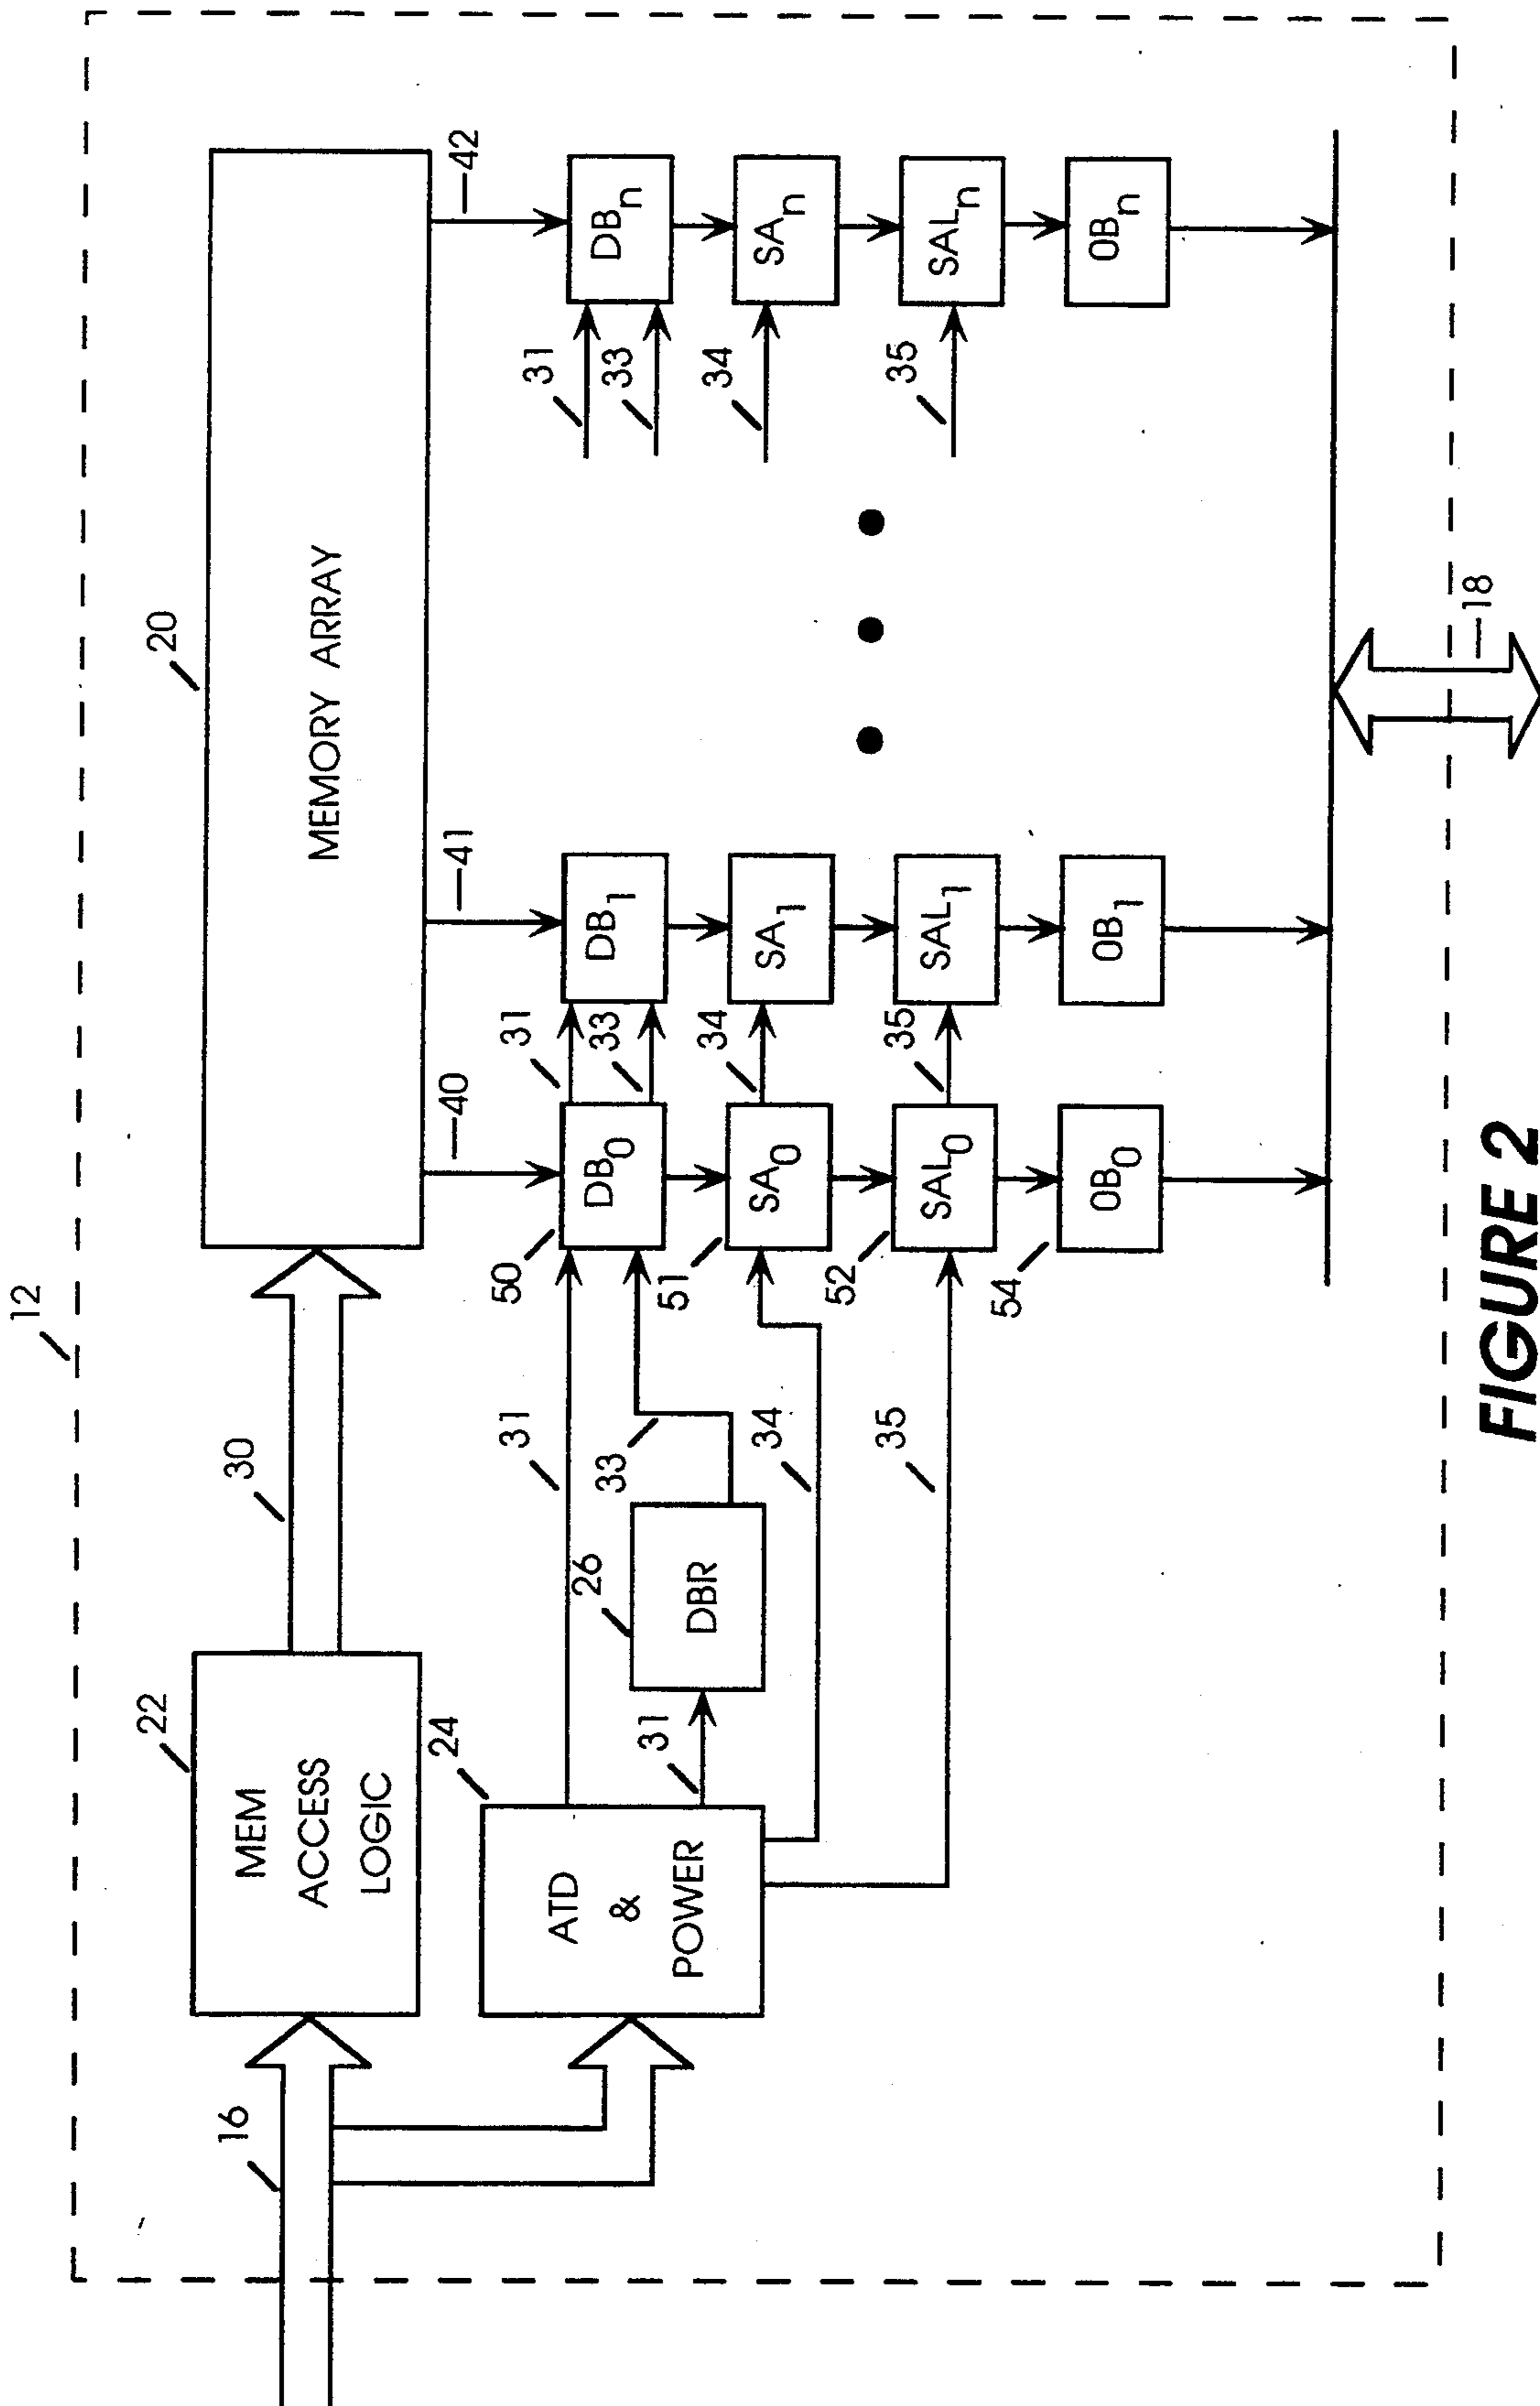 12
20
MEMORY ARRAY
22
MEM
ACCESS
LOGIC
30
16
40
41
42
24
ATD
&
POWER
31
31
26
DBR
33
34
35
50
DB0
31
33
DB1
31
33
DBn
51
SA0
34
SA1
34
SAn
52
SAL0
35
SAL1
35
SALn
54
OB0
OB1
OBn
18
FIGURE 2